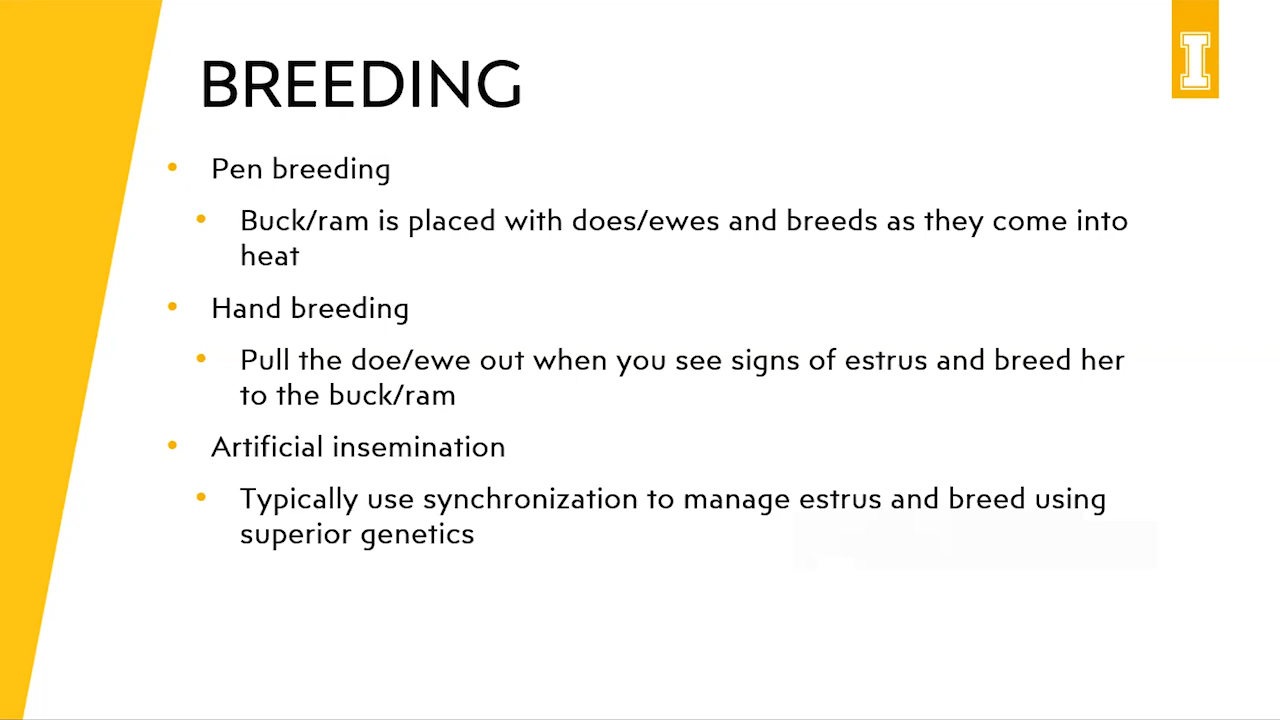 I
BREEDING
• Pen breeding
• Buck/ram is placed with does/ewes and breeds as they come into
heat
• Hand breeding
• Pull the doe/ewe out when you see signs of estrus and breed her
to the buck/ram
• Artificial insemination
• Typically use synchronization to manage estrus and breed using
superior genetics